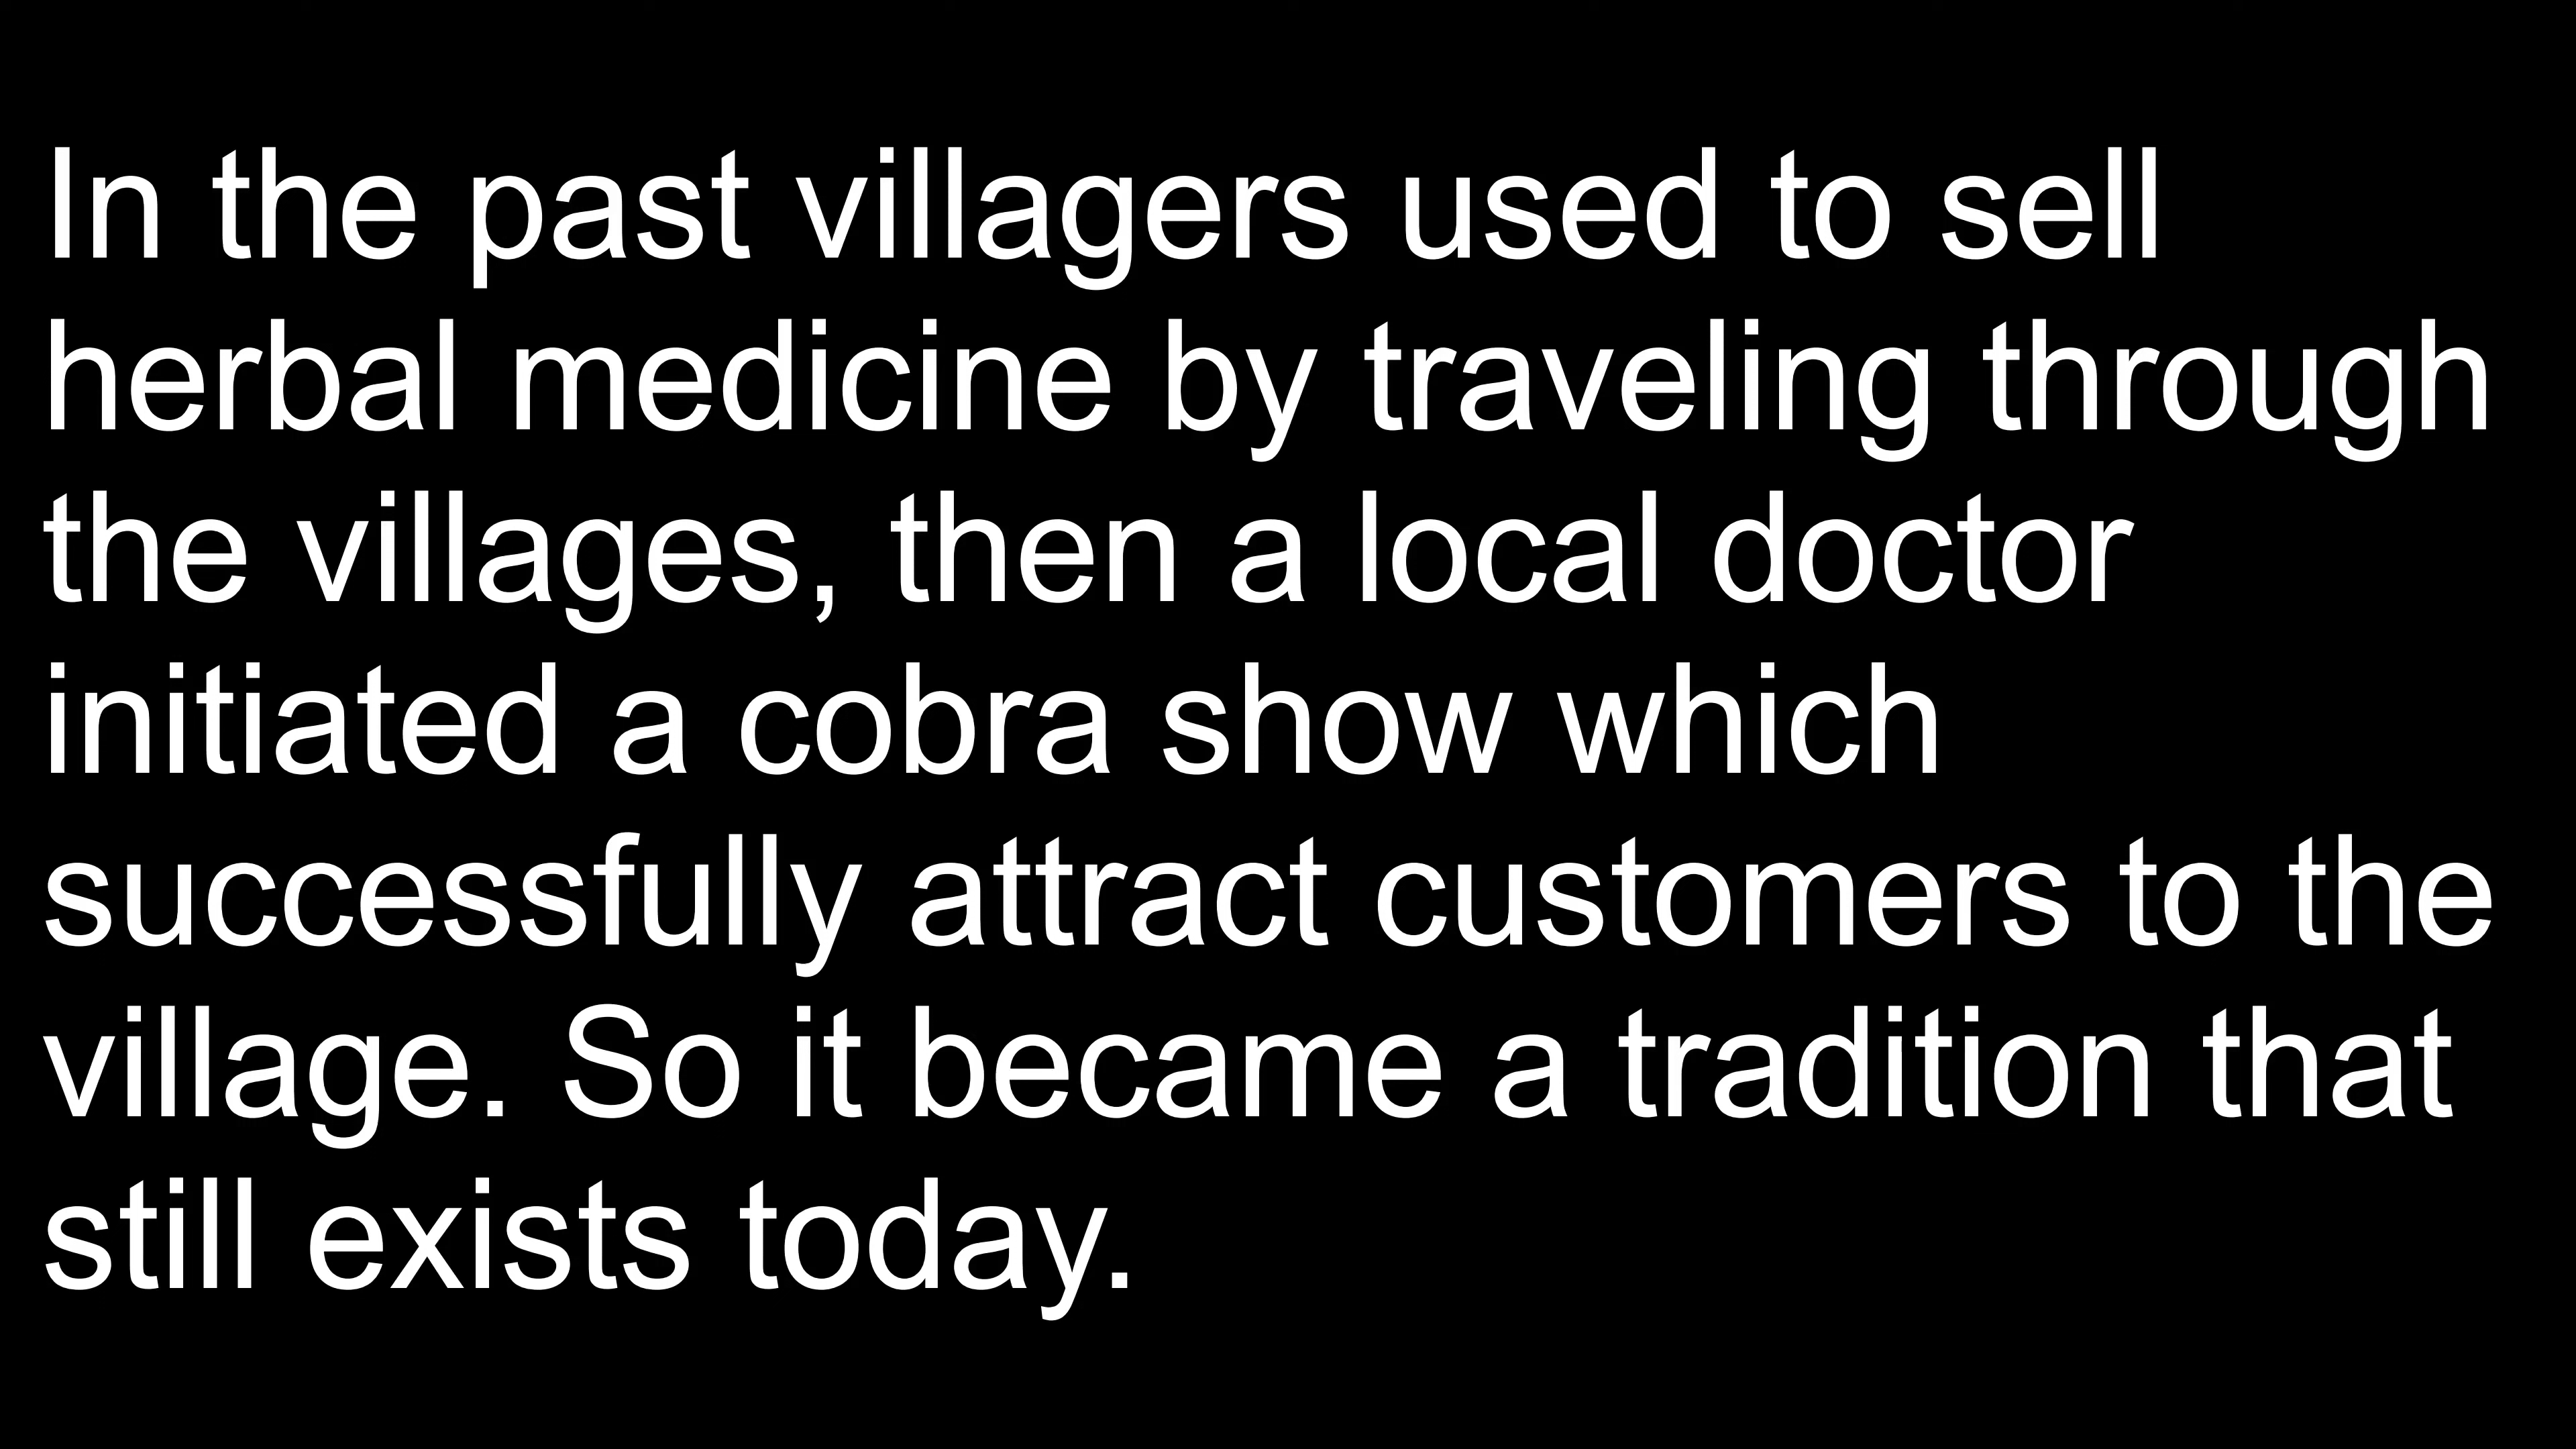 In the past villagers used to sell
herbal medicine by traveling through
the villages, then a local doctor
initiated a cobra show which
successfully attract customers to the
village. So it became a tradition that
still exists today.